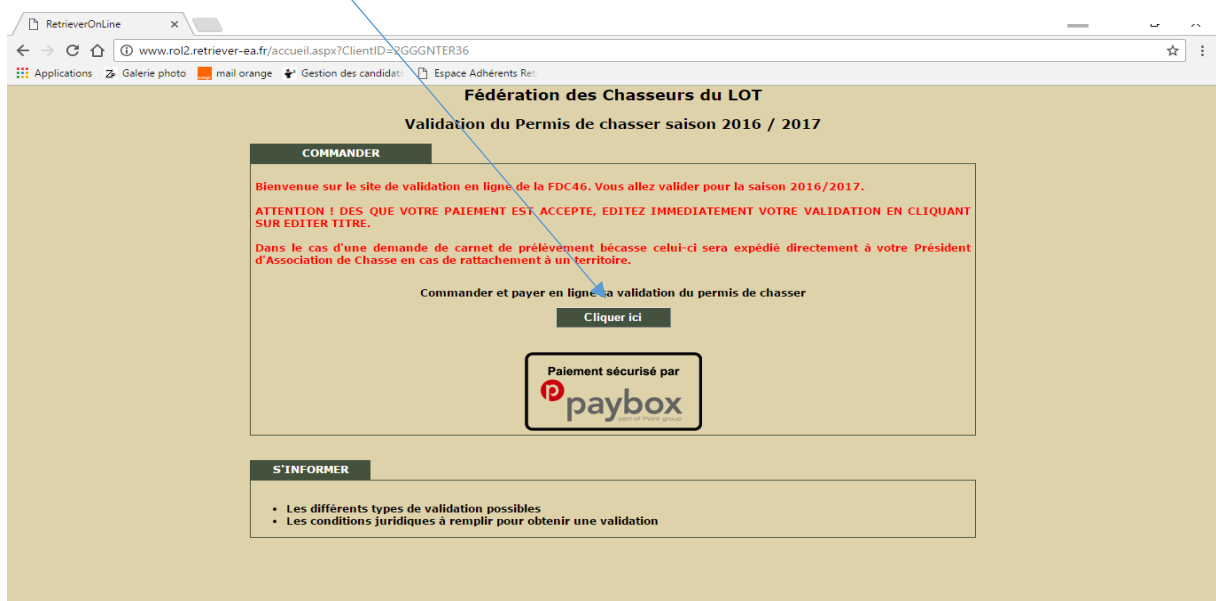 RetrieverOnLine
www.rol2.retriever-ea.fr/accueil.aspx?ClientID=2GGGNTER36
Applications Galerie photo mail orange Gestion des candidats Espace Adhérents Ret
Fédération des Chasseurs du LOT
Validation du Permis de chasser saison 2016 / 2017
COMMANDER
Bienvenue sur le site de validation en ligne de la FDC46. Vous allez valider pour la saison 2016/2017.
ATTENTION ! DES QUE VOTRE PAIEMENT EST ACCEPTE, EDITEZ IMMEDIATEMENT VOTRE VALIDATION EN CLIQUANT
SUR EDITER TITRE.
Dans le cas d'une demande de carnet de prélèvement bécasse celui-ci sera expédié directement à votre Président
d'Association de Chasse en cas de rattachement à un territoire.
Commander et payer en ligne sa validation du permis de chasser
Cliquer ici
Paiement sécurisé par
paybox
part of Point group
S'INFORMER
• Les différents types de validation possibles
• Les conditions juridiques à remplir pour obtenir une validation